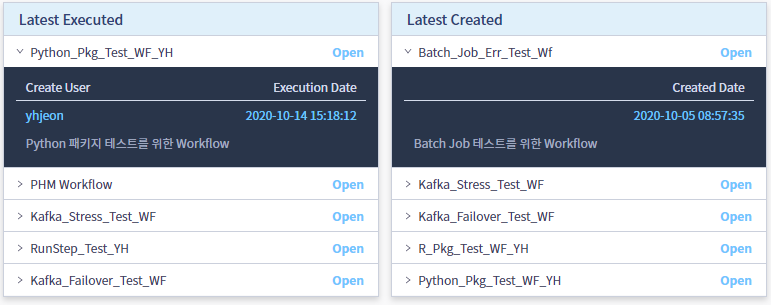 Latest Executed
Python_Pkg_Test_WF_YH Open
Create User Execution Date
yhjeon 2020-10-14 15:18:12
Python 패키지 테스트를 위한 Workflow
PHM Workflow Open
Kafka_Stress_Test_WF Open
RunStep_Test_YH Open
Kafka_Failover_Test_WF Open
Latest Created
Batch_Job_Err_Test_Wf Open
Created Date
2020-10-05 08:57:35
Batch Job 테스트를 위한 Workflow
Kafka_Stress_Test_WF Open
Kafka_Failover_Test_WF Open
R_Pkg_Test_WF_YH Open
Python_Pkg_Test_WF_YH Open